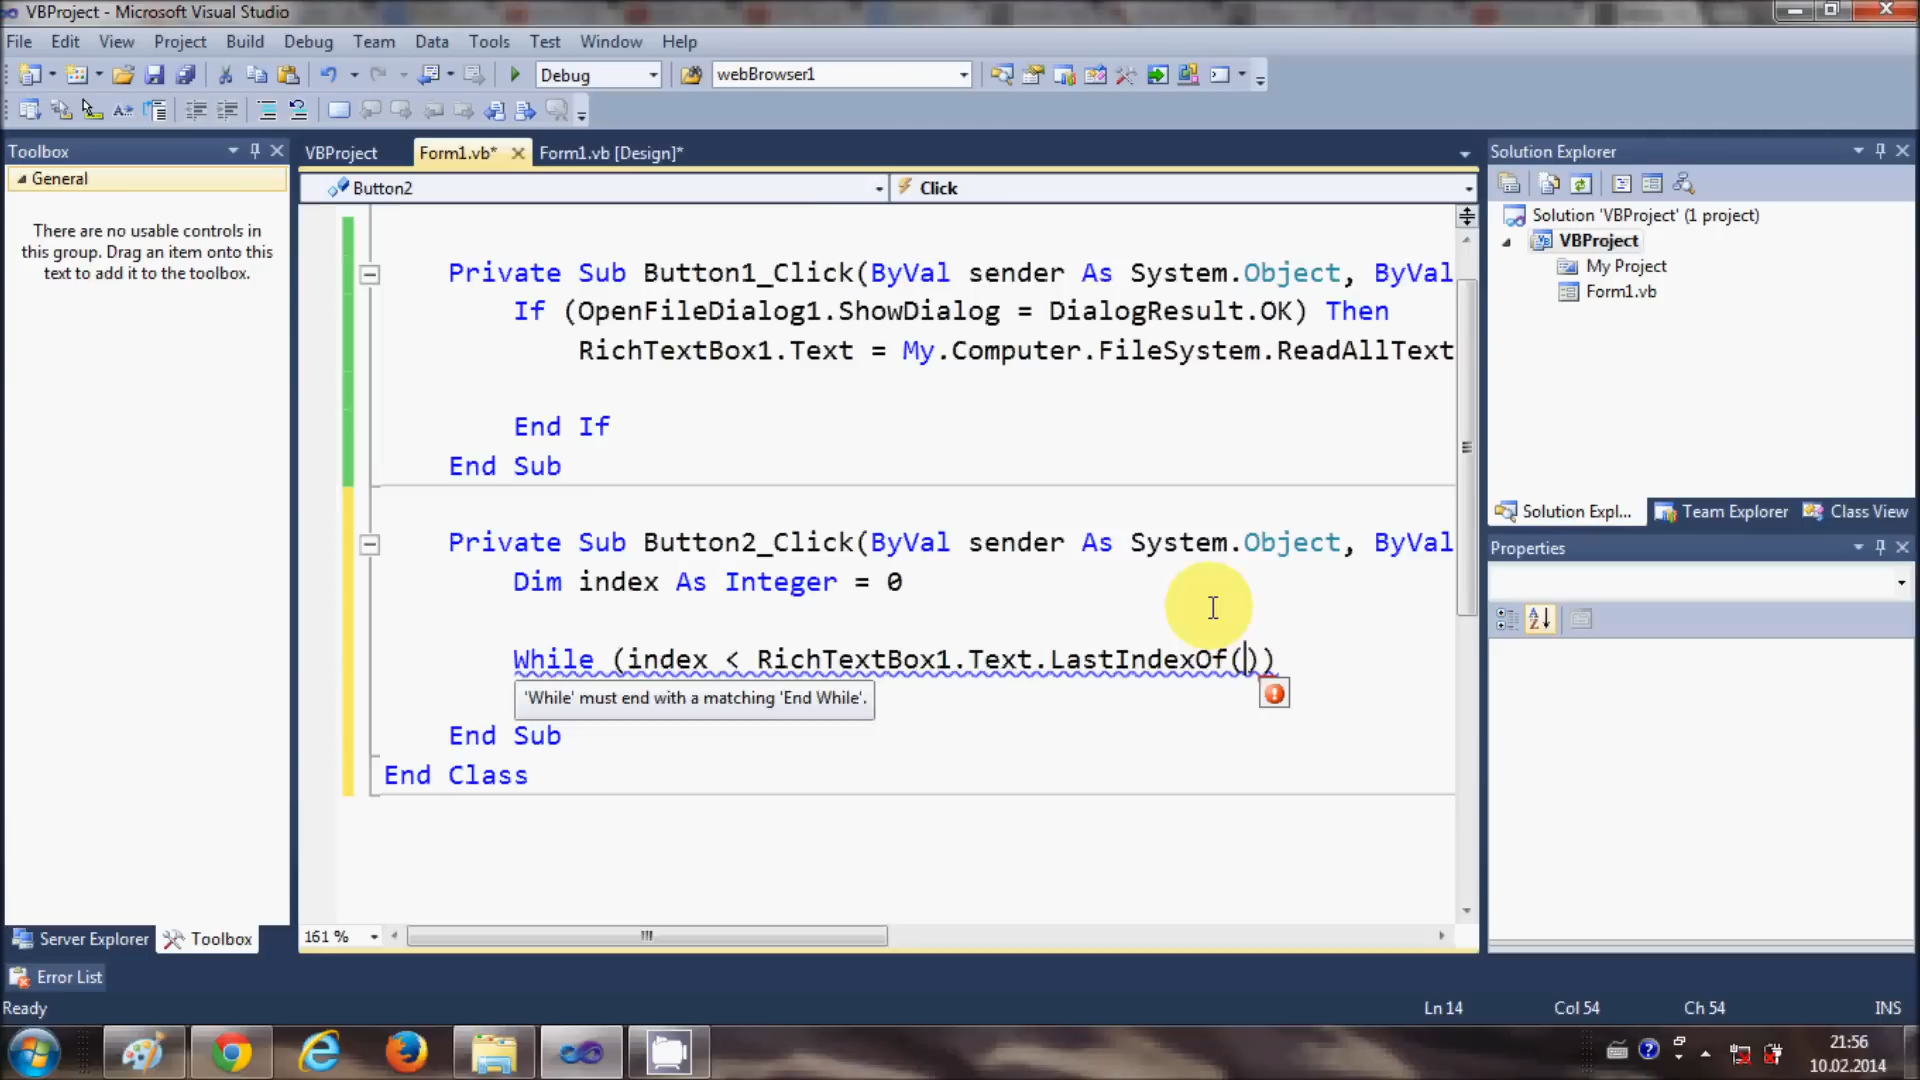 VBProject - Microsoft Visual Studio
File Edit View Project Build Debug Team Data Tools Test Window Help
Debug webBrowser1
Toolbox
VBProject Form1.vb* Form1.vb [Design]*
Solution Explorer
General
Button2 Click
There are no usable controls in
this group. Drag an item onto this
text to add it to the toolbox.
Solution 'VBProject' (1 project)
VBProject
My Project
Form1.vb
Private Sub Button1_Click(ByVal sender As System.Object, ByVal
If (OpenFileDialog1.ShowDialog = DialogResult.OK) Then
RichTextBox1.Text = My.Computer.FileSystem.ReadAllText
End If
End Sub
Private Sub Button2_Click(ByVal sender As System.Object, ByVal
Dim index As Integer = 0
While (index < RichTextBox1.Text.LastIndexOf())
'While' must end with a matching 'End While'.
End Sub
End Class
Solution Expl... Team Explorer Class View
Properties
161 %
Server Explorer Toolbox
Error List
Ready Ln 14 Col 54 Ch 54 INS
21:56
10.02.2014